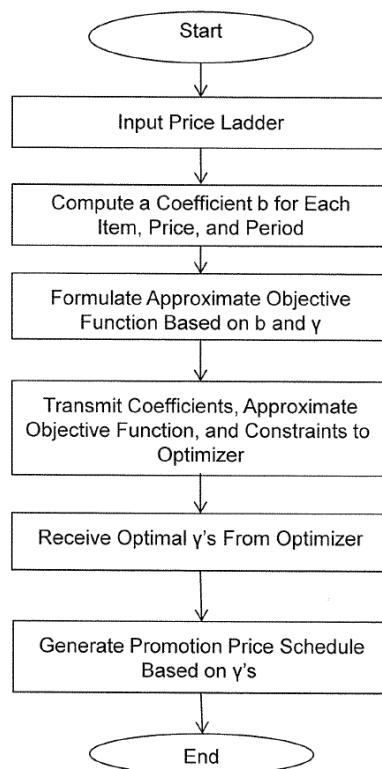 Start
Input Price Ladder
Compute a Coefficient b for Each
Item, Price, and Period
Formulate Approximate Objective
Function Based on b and γ
Transmit Coefficients, Approximate
Objective Function, and Constraints to
Optimizer
Receive Optimal γ's From Optimizer
Generate Promotion Price Schedule
Based on γ's
End